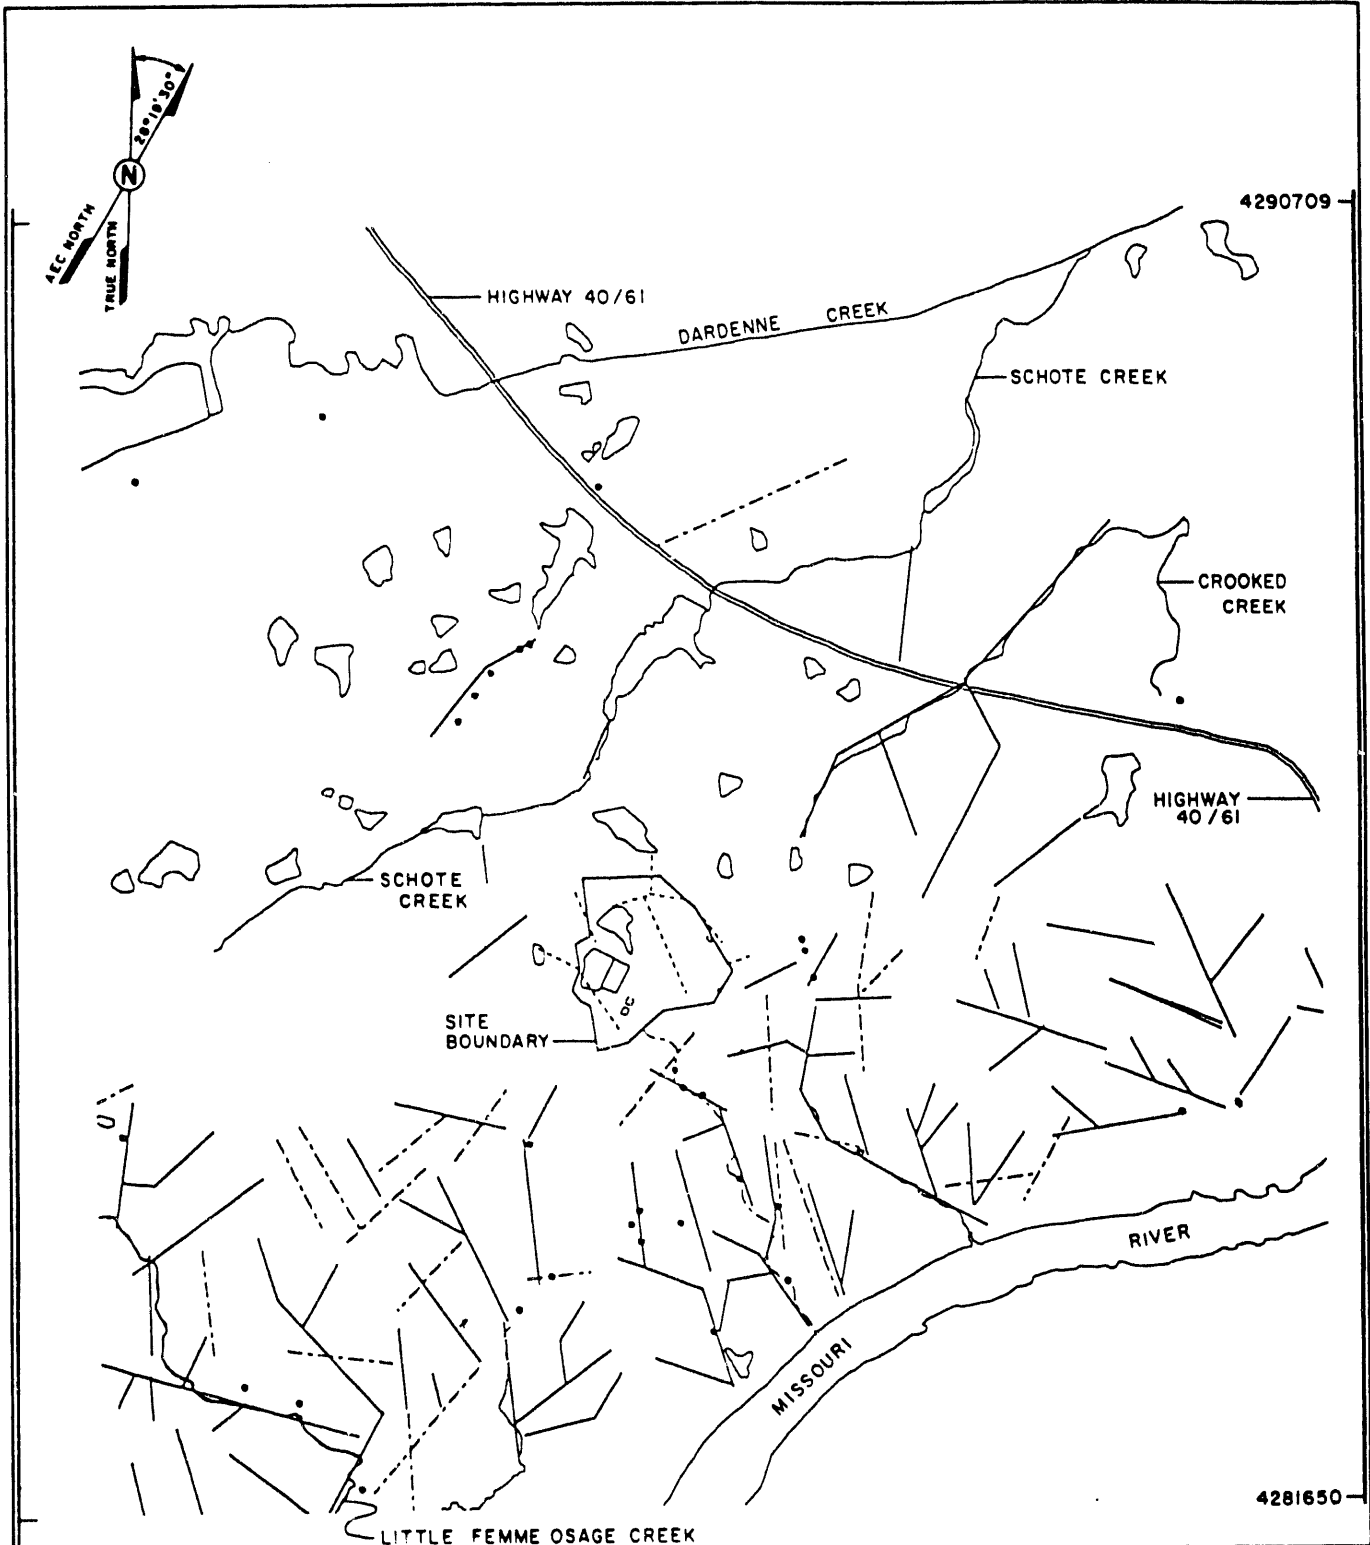 28°19'30"
N
AEC NORTH
TRUE NORTH
4290709
HIGHWAY 40/61
DARDENNE CREEK
SCHOTE CREEK
CROOKED
CREEK
HIGHWAY
40/61
SCHOTE
CREEK
SITE
BOUNDARY
RIVER
MISSOURI
4281650
LITTLE FEMME OSAGE CREEK